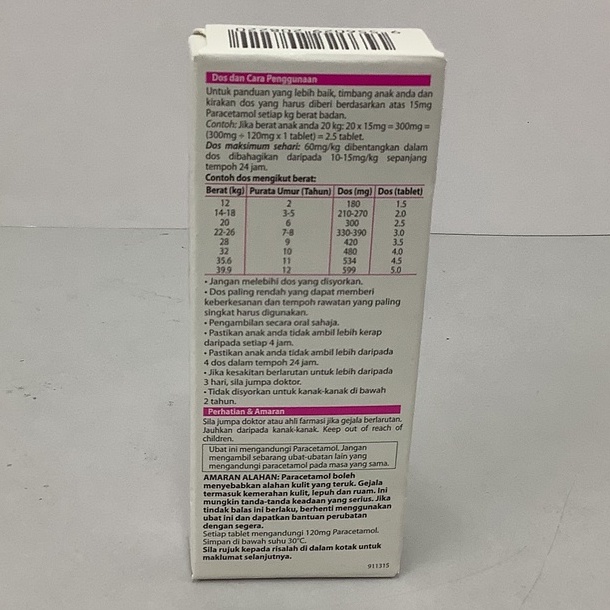 Dos dan Cara Penggunaan
Untuk panduan yang lebih baik, timbang anak anda dan
kirakan dos yang harus diberi berdasarkan atas 15mg
Paracetamol setiap kg berat badan.
Contoh: Jika berat anak anda 20 kg: 20 x 15mg = 300mg =
(300mg ÷ 120mg x 1 tablet) = 2.5 tablet.
Dos maksimum sehari: 60mg/kg dibentangkan dalam
dos dibahagikan daripada 10-15mg/kg sepanjang
tempoh 24 jam.
Contoh dos mengikut berat:
Berat (kg) Purata Umur (Tahun) Dos (mg) Dos (tablet)
12 2 180 1.5
14-18 3-5 210-270 2.0
20 6 300 2.5
22-26 7-8 330-390 3.0
28 9 420 3.5
32 10 480 4.0
35.6 11 534 4.5
39.9 12 599 5.0
• Jangan melebihi dos yang disyorkan.
• Dos paling rendah yang dapat memberi
keberkesanan dan tempoh rawatan yang paling
singkat harus digunakan.
• Pengambilan secara oral sahaja.
• Pastikan anak anda tidak ambil lebih kerap
daripada setiap 4 jam.
• Pastikan anak anda tidak ambil lebih daripada
4 dos dalam tempoh 24 jam.
• Jika kesakitan berlarutan untuk lebih daripada
3 hari, sila jumpa doktor.
• Tidak disyorkan untuk kanak-kanak di bawah
2 tahun.
Perhatian & Amaran
Sila jumpa doktor atau ahli farmasi jika gejala berlarutan.
Jauhkan daripada kanak-kanak. Keep out of reach of
children.
Ubat ini mengandungi Paracetamol. Jangan
mengambil sebarang ubat-ubatan lain yang
mengandungi paracetamol pada masa yang sama.
AMARAN ALAHAN: Paracetamol boleh
menyebabkan alahan kulit yang teruk. Gejala
termasuk kemerahan kulit, lepuh dan ruam. Ini
mungkin tanda-tanda keadaan yang serius. Jika
tindak balas ini berlaku, berhenti menggunakan
ubat ini dan dapatkan bantuan perubatan
dengan segera.
Setiap tablet mengandungi 120mg Paracetamol.
Simpan di bawah suhu 30°C.
Sila rujuk kepada risalah di dalam kotak untuk
maklumat selanjutnya.
911315